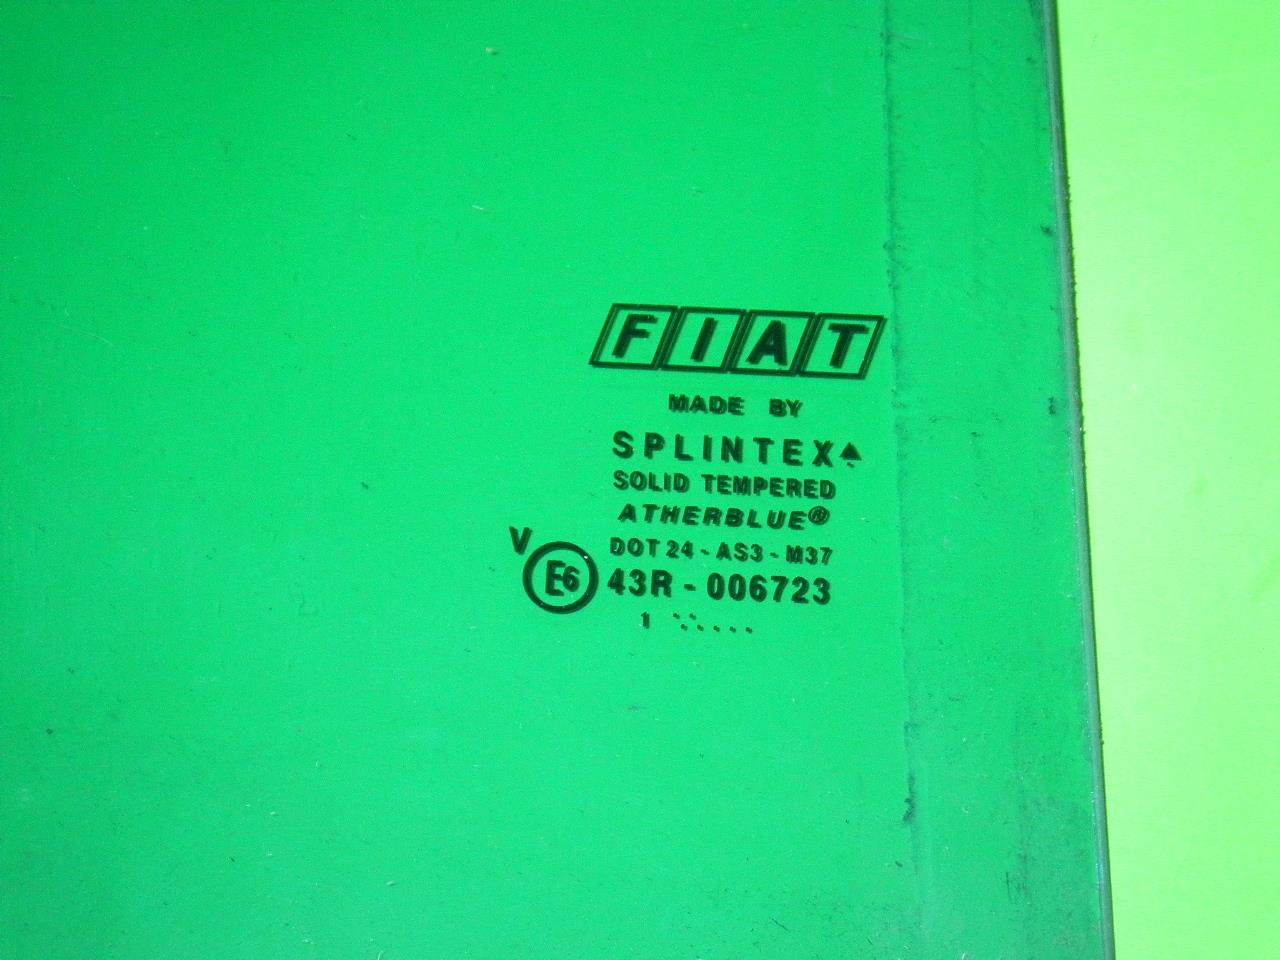 FIAT
MADE BY
SPLINTEX
SOLID TEMPERED
ATHERBLUE®
DOT 24 - AS3 - M37
V
E6 43R - 006723
1